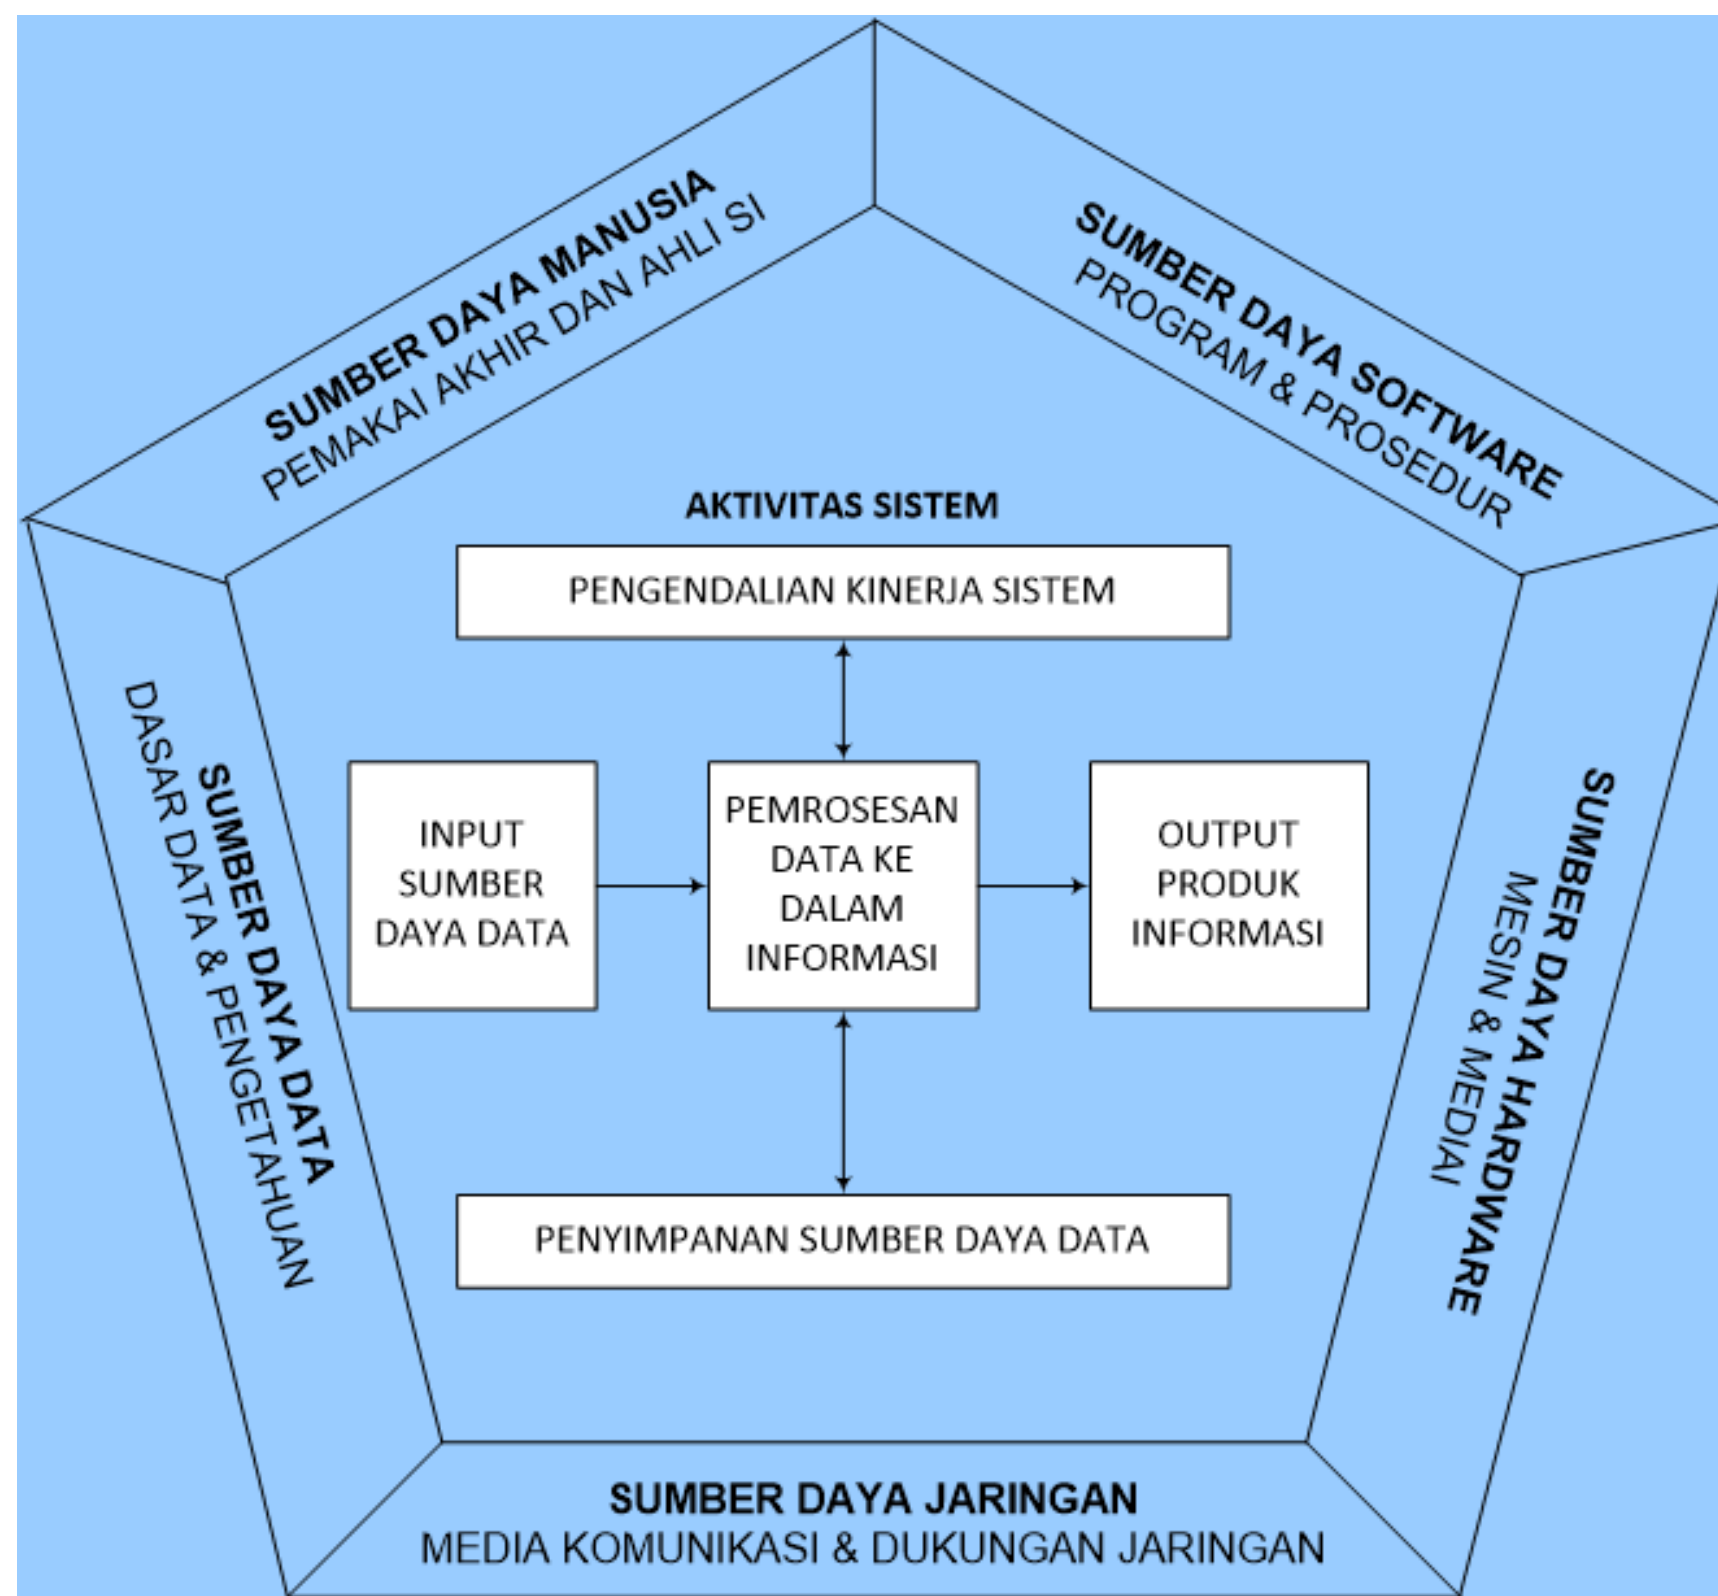 SUMBER DAYA MANUSIA
PEMAKAI AKHIR DAN AHLI SI
SUMBER DAYA SOFTWARE
PROGRAM & PROSEDUR
AKTIVITAS SISTEM
PENGENDALIAN KINERJA SISTEM
SUMBER DAYA DATA
DASAR DATA & PENGETAHUAN
INPUT
SUMBER
DAYA DATA
PEMROSESAN
DATA KE
DALAM
INFORMASI
OUTPUT
PRODUK
INFORMASI
SUMBER DAYA HARDWARE
MESIN & MEDIAI
PENYIMPANAN SUMBER DAYA DATA
SUMBER DAYA JARINGAN
MEDIA KOMUNIKASI & DUKUNGAN JARINGAN